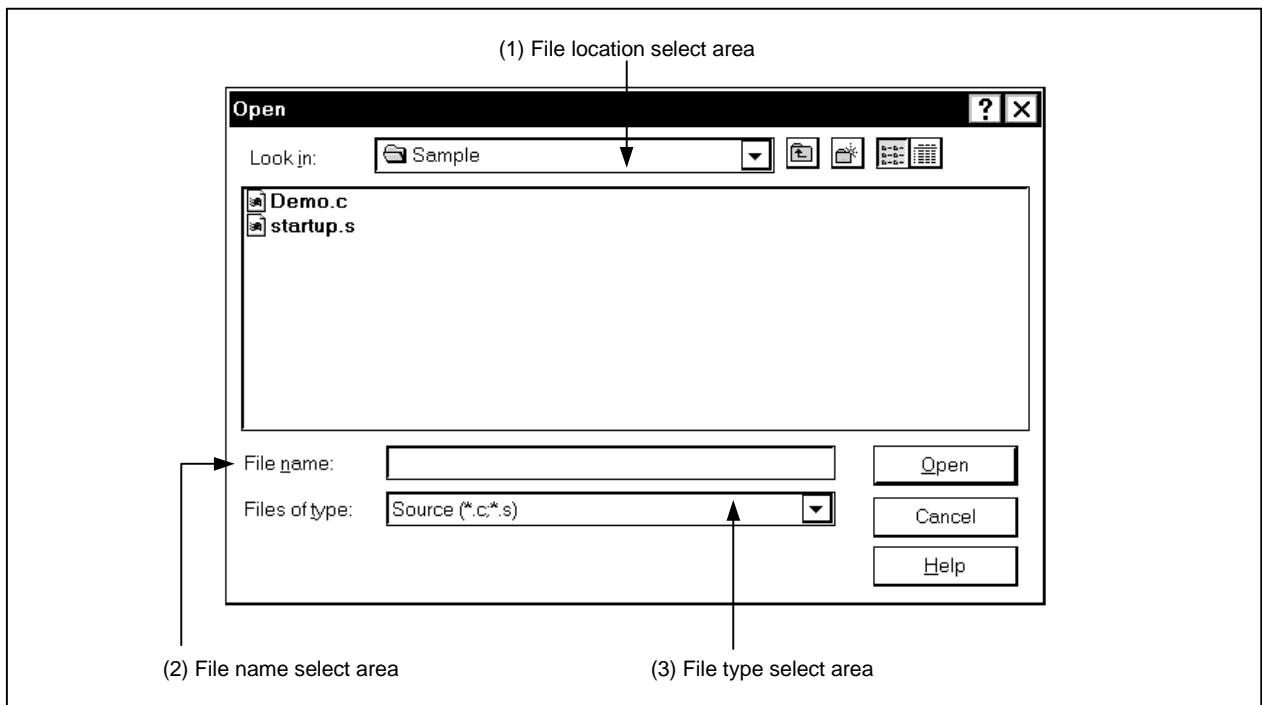 (1) File location select area
Open
?
Look in:
Sample
Demo.c
startup.s
File name:
Open
Files of type:
Source (*.c;*.s)
Cancel
Help
(2) File name select area
(3) File type select area